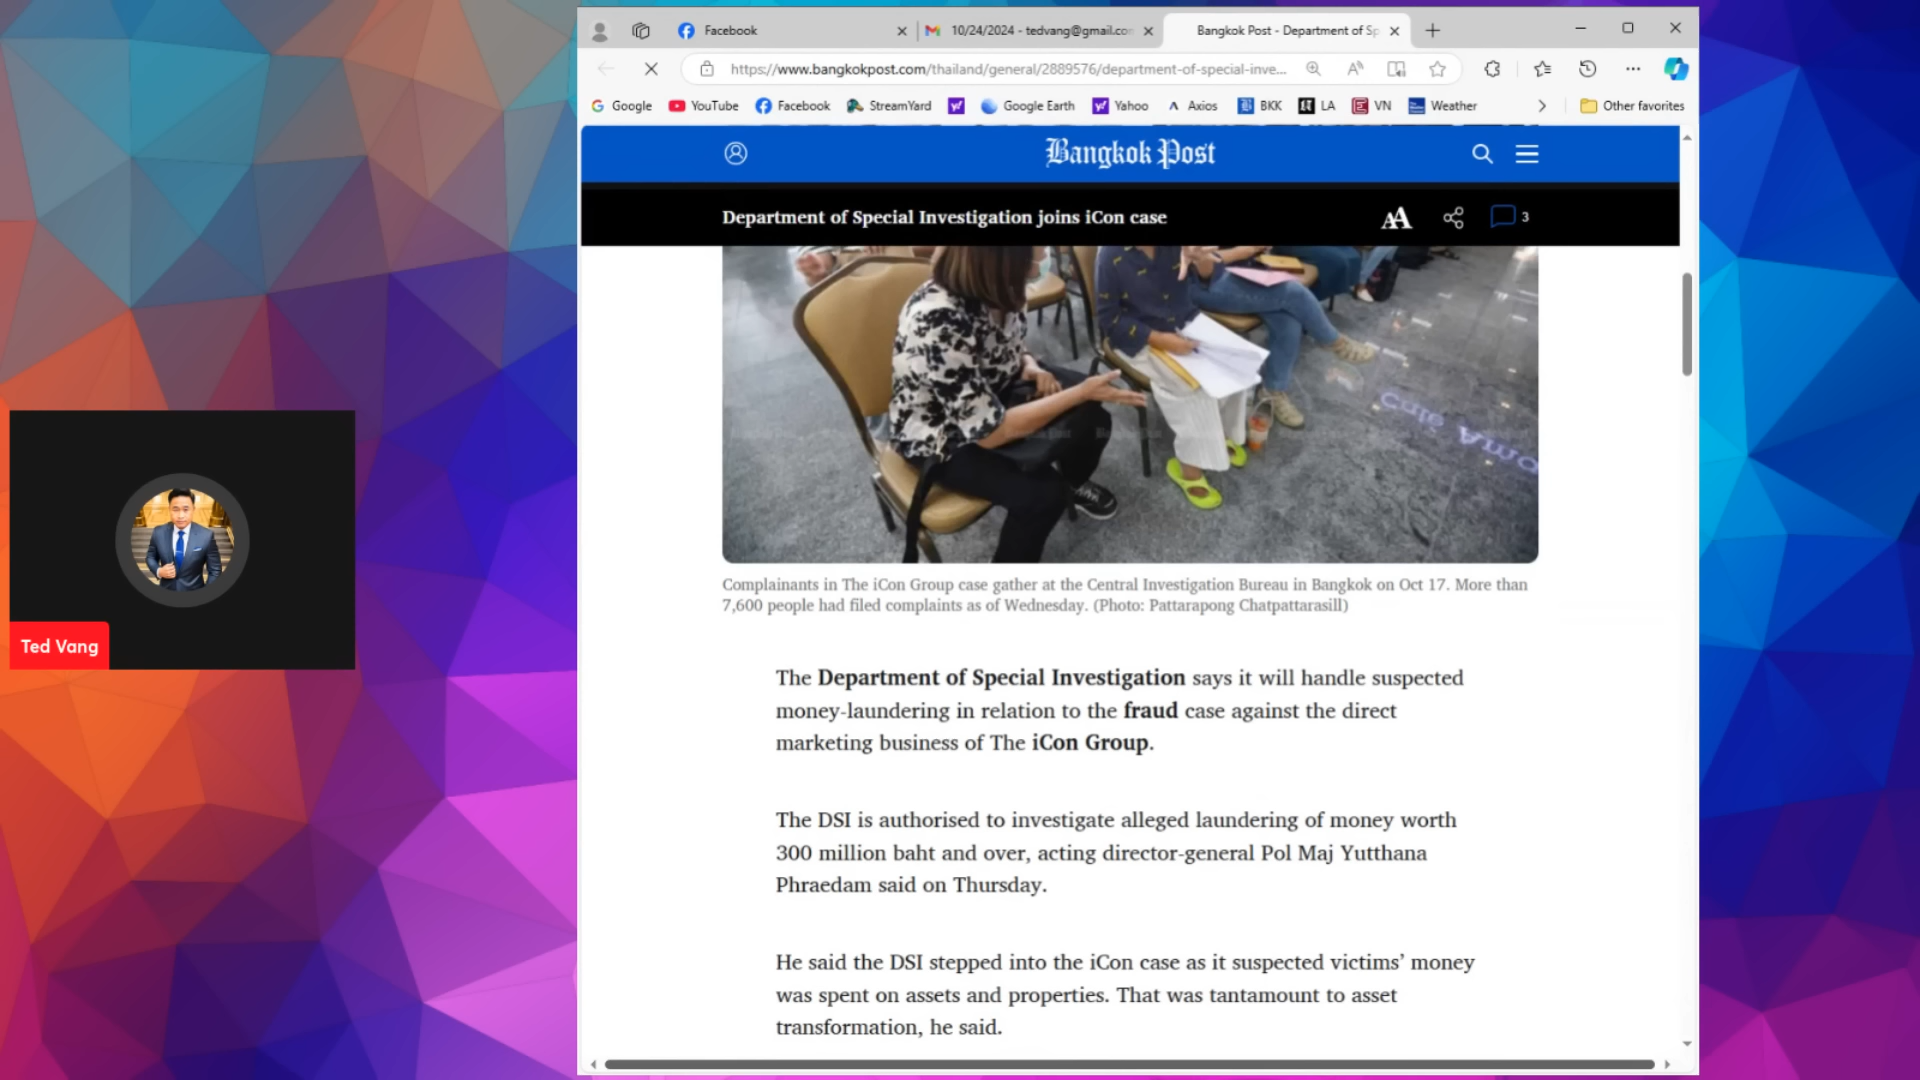 Facebook
10/24/2024 - tedvang@gmail.co
Bangkok Post - Department of Sp
https://www.bangkokpost.com/thailand/general/2889576/department-of-special-inve...
Google
YouTube
Facebook
StreamYard
Google Earth
Yahoo
Axios
BKK
LA
VN
Weather
Other favorites
Bangkok Post
Department of Special Investigation joins iCon case
AA
3
Complainants in The iCon Group case gather at the Central Investigation Bureau in Bangkok on Oct 17. More than
7,600 people had filed complaints as of Wednesday. (Photo: Pattarapong Chatpattarasill)
Ted Vang
The Department of Special Investigation says it will handle suspected
money-laundering in relation to the fraud case against the direct
marketing business of The iCon Group.
The DSI is authorised to investigate alleged laundering of money worth
300 million baht and over, acting director-general Pol Maj Yutthana
Phraedam said on Thursday.
He said the DSI stepped into the iCon case as it suspected victims’ money
was spent on assets and properties. That was tantamount to asset
transformation, he said.